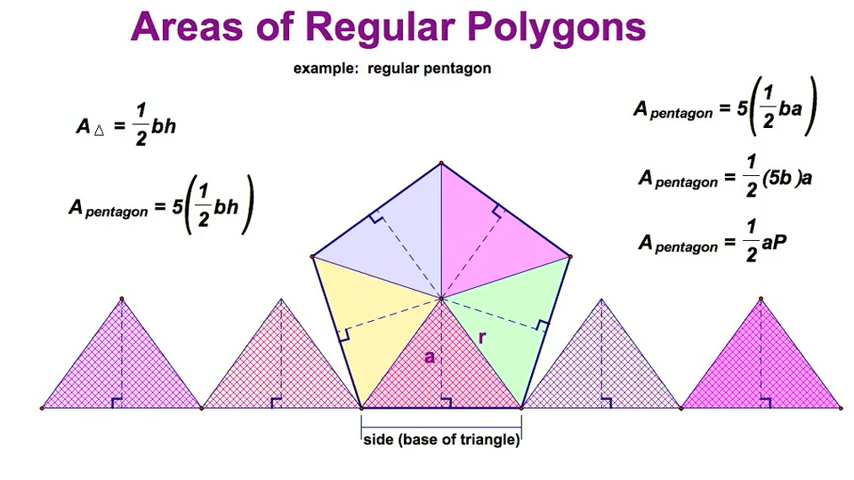 Areas of Regular Polygons
example: regular pentagon
A△ = 1/2 bh
A pentagon = 5(1/2 bh)
A pentagon = 5(1/2 ba)
A pentagon = 1/2 (5b)a
A pentagon = 1/2 aP
r
a
side (base of triangle)